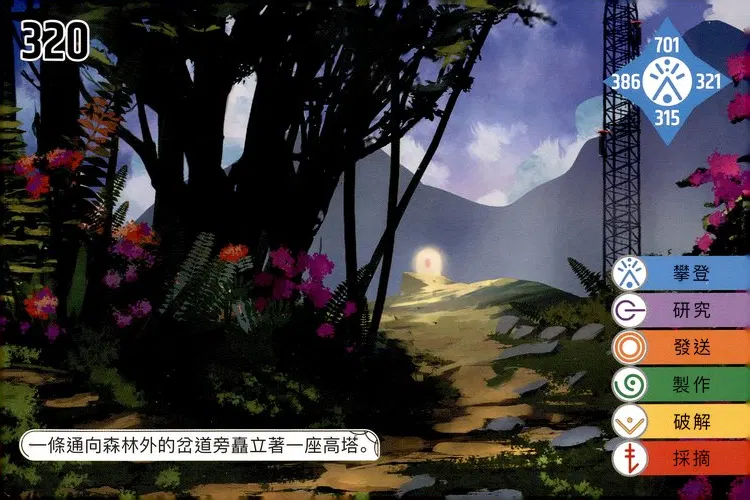 320
701
386
321
315
攀登
研究
發送
製作
破解
採摘
一條通向森林外的岔道旁矗立著一座高塔。